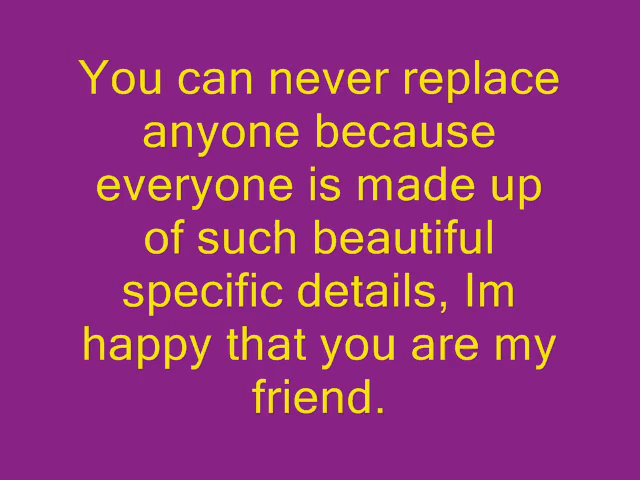 You can never replace
anyone because
everyone is made up
of such beautiful
specific details, Im
happy that you are my
friend.